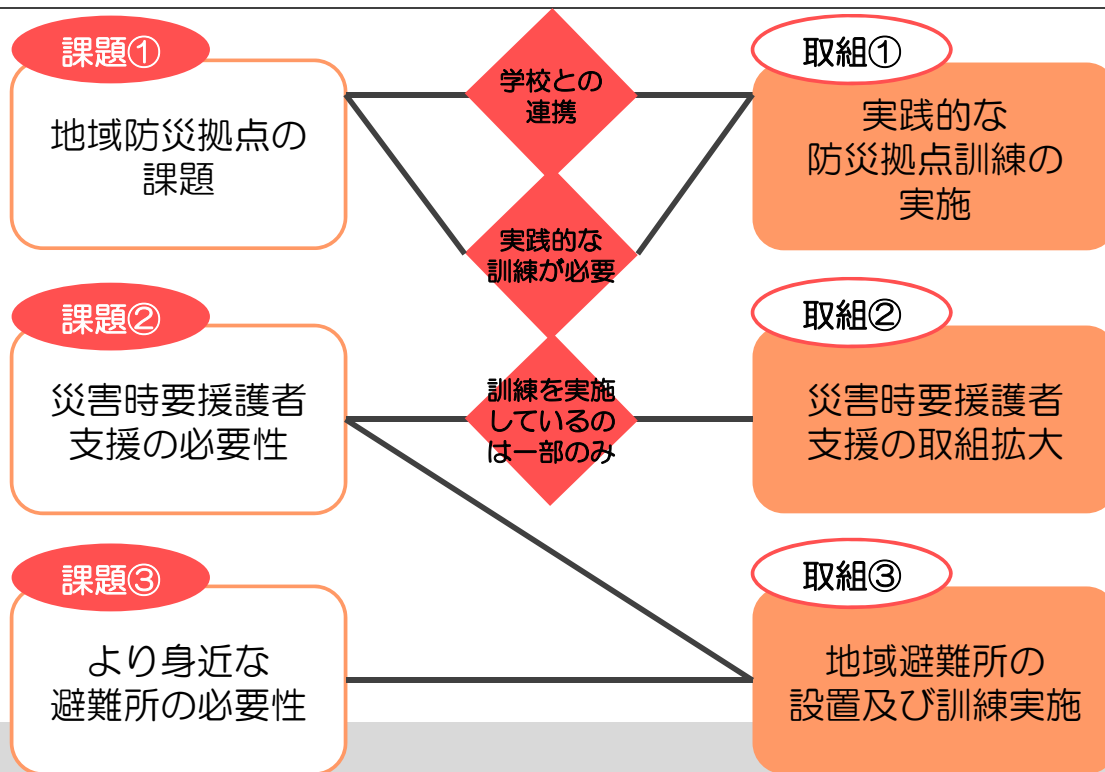 課題①
地域防災拠点の
課題
学校との
連携
取組①
実践的な
防災拠点訓練の
実施
実践的な
訓練が必要
課題②
災害時要援護者
支援の必要性
訓練を実施
しているの
は一部のみ
取組②
災害時要援護者
支援の取組拡大
課題③
より身近な
避難所の必要性
取組③
地域避難所の
設置及び訓練実施